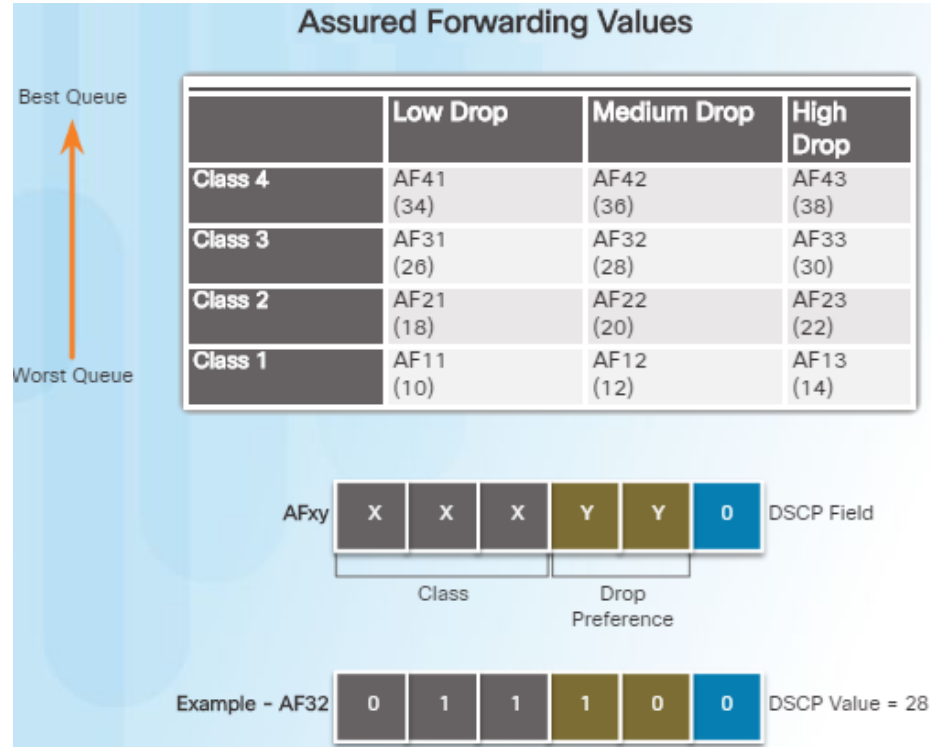 Assured Forwarding Values
Best Queue
Low Drop Medium Drop High
Drop
Class 4 AF41 AF42 AF43
(34) (36) (38)
Class 3 AF31 AF32 AF33
(26) (28) (30)
Class 2 AF21 AF22 AF23
(18) (20) (22)
Class 1 AF11 AF12 AF13
(10) (12) (14)
Worst Queue
AFxy X X X Y Y 0 DSCP Field
Class Drop
Preference
Example - AF32 0 1 1 1 0 0 DSCP Value = 28